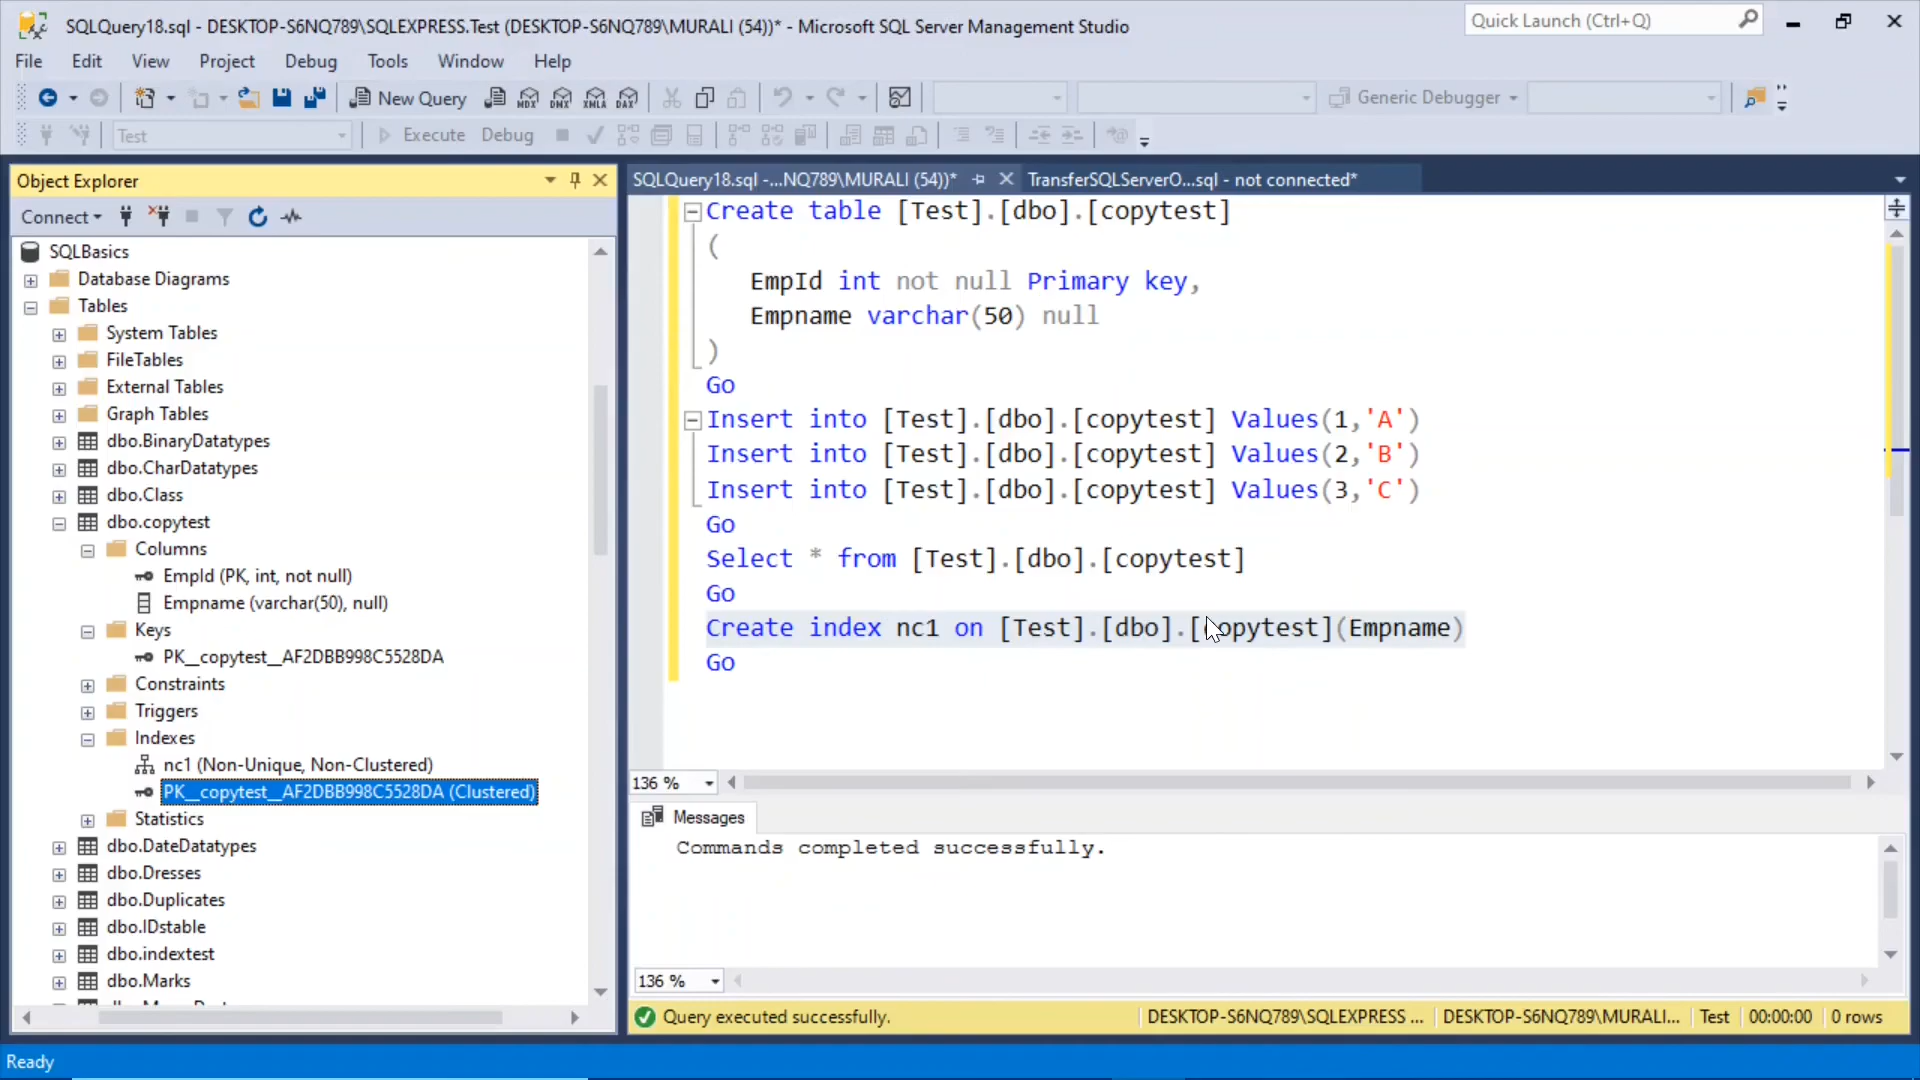 SQLQuery18.sql - DESKTOP-S6NQ789\SQLEXPRESS.Test (DESKTOP-S6NQ789\MURALI (54))* - Microsoft SQL Server Management Studio
Quick Launch (Ctrl+Q)
File Edit View Project Debug Tools Window Help
New Query
MDX DMX XMLA DAX
Generic Debugger
Test
Execute Debug
Object Explorer
Connect
SQLBasics
Database Diagrams
Tables
System Tables
FileTables
External Tables
Graph Tables
dbo.BinaryDatatypes
dbo.CharDatatypes
dbo.Class
dbo.copytest
Columns
EmpId (PK, int, not null)
Empname (varchar(50), null)
Keys
PK__copytest__AF2DBB998C5528DA
Constraints
Triggers
Indexes
nc1 (Non-Unique, Non-Clustered)
PK__copytest__AF2DBB998C5528DA (Clustered)
Statistics
dbo.DateDatatypes
dbo.Dresses
dbo.Duplicates
dbo.IDstable
dbo.indextest
dbo.Marks
SQLQuery18.sql -...NQ789\MURALI (54))*
TransferSQLServerO...sql - not connected*
Create table [Test].[dbo].[copytest]
(
EmpId int not null Primary key,
Empname varchar(50) null
)
Go
Insert into [Test].[dbo].[copytest] Values(1,'A')
Insert into [Test].[dbo].[copytest] Values(2,'B')
Insert into [Test].[dbo].[copytest] Values(3,'C')
Go
Select * from [Test].[dbo].[copytest]
Go
Create index nc1 on [Test].[dbo].[copytest](Empname)
Go
136 %
Messages
Commands completed successfully.
136 %
Query executed successfully.
DESKTOP-S6NQ789\SQLEXPRESS ...
DESKTOP-S6NQ789\MURALI...
Test
00:00:00
0 rows
Ready